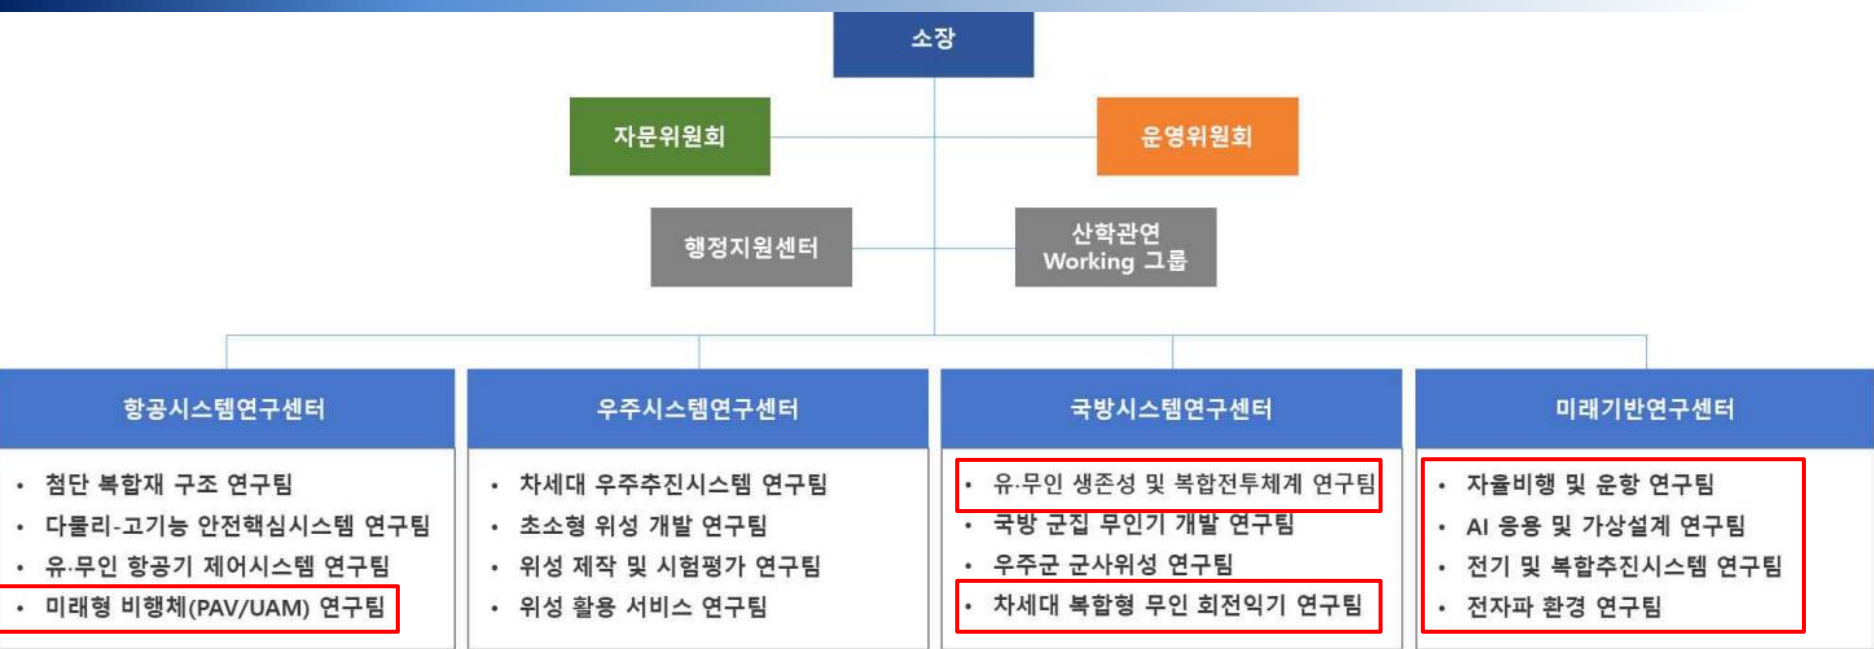 소장
자문위원회
운영위원회
행정지원센터
산학관연
Working 그룹
항공시스템연구센터
• 첨단 복합재 구조 연구팀
• 다물리-고기능 안전핵심시스템 연구팀
• 유·무인 항공기 제어시스템 연구팀
• 미래형 비행체(PAV/UAM) 연구팀
우주시스템연구센터
• 차세대 우주추진시스템 연구팀
• 초소형 위성 개발 연구팀
• 위성 제작 및 시험평가 연구팀
• 위성 활용 서비스 연구팀
국방시스템연구센터
• 유·무인 생존성 및 복합전투체계 연구팀
• 국방 군집 무인기 개발 연구팀
• 우주군 군사위성 연구팀
• 차세대 복합형 무인 회전익기 연구팀
미래기반연구센터
• 자율비행 및 운항 연구팀
• AI 응용 및 가상설계 연구팀
• 전기 및 복합추진시스템 연구팀
• 전자파 환경 연구팀